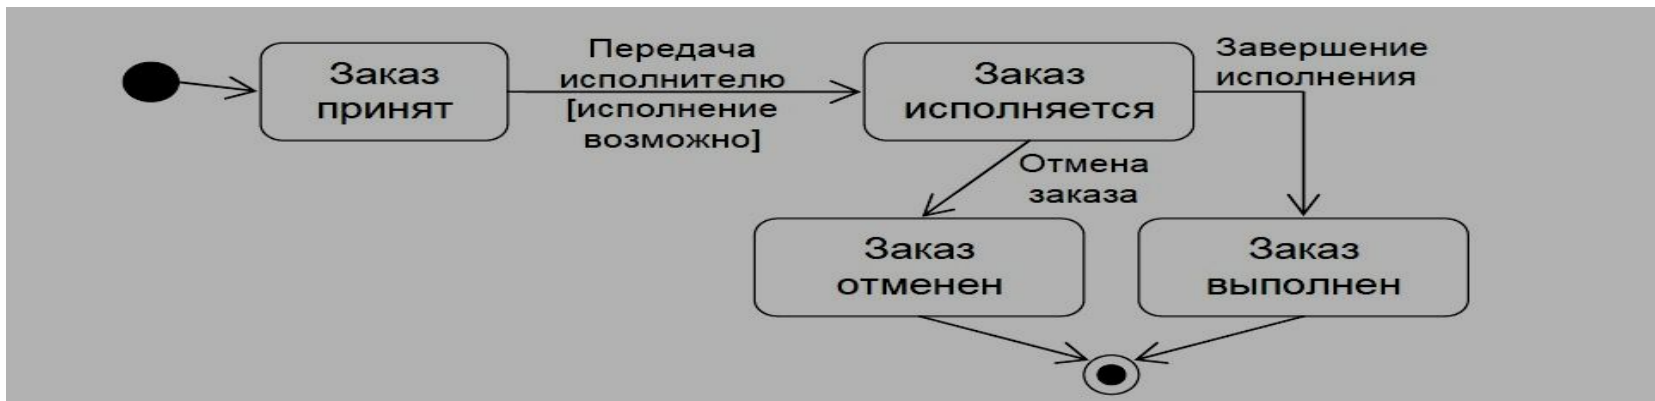 Заказ
принят
Передача
исполнителю
[исполнение
возможно]
Заказ
исполняется
Завершение
исполнения
Отмена
заказа
Заказ
отменен
Заказ
выполнен